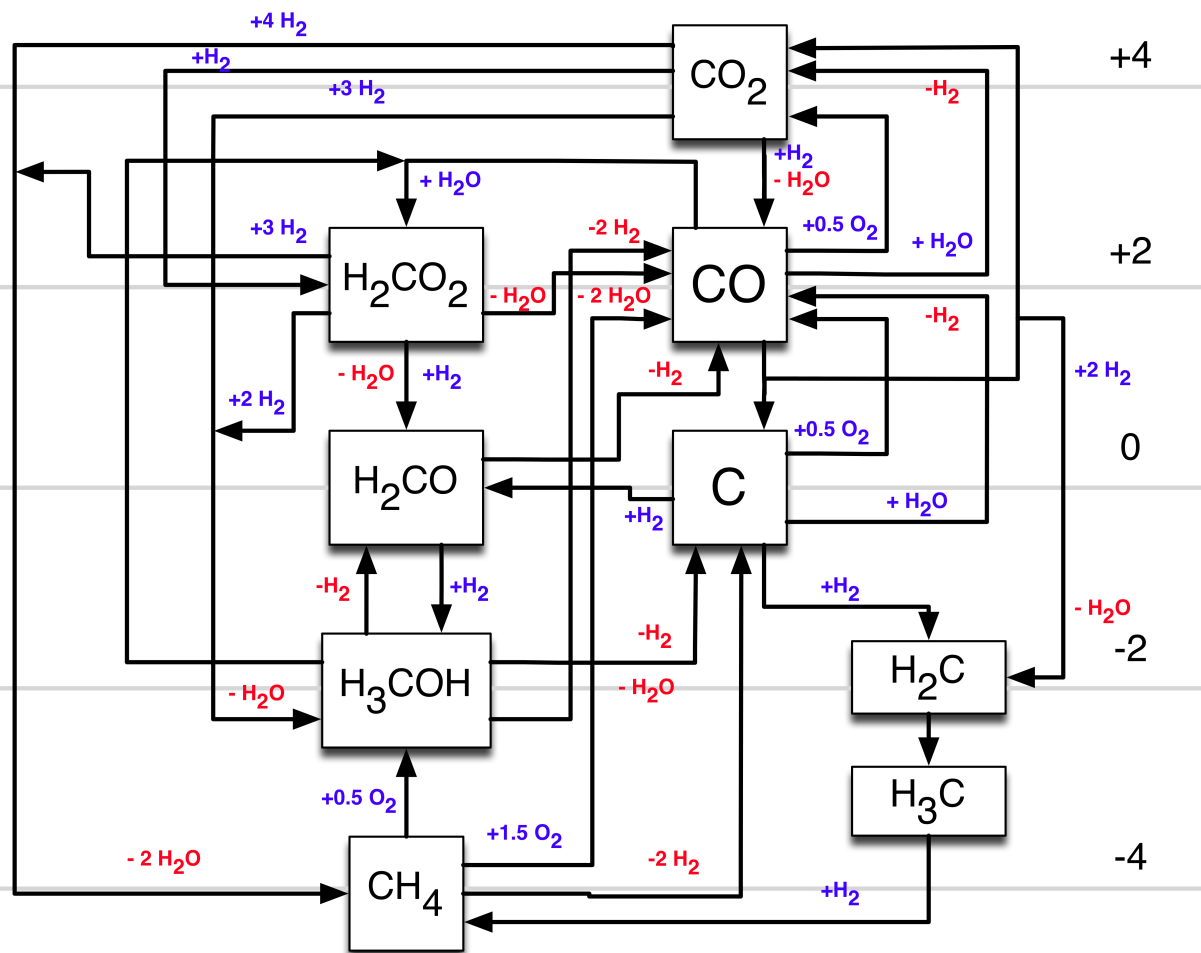 +4 H2
+H2
+3 H2
CO2
+4
-H2
+H2
- H2O
+ H2O
+3 H2
-2 H2
+0.5 O2
+ H2O
+2
H2CO2
CO
- H2O
- 2 H2O
-H2
- H2O
+H2
-H2
+2 H2
+2 H2
+0.5 O2
0
H2CO
C
+H2
+ H2O
-H2
+H2
+H2
- H2O
-H2
-2
H3COH
H2C
- H2O
- H2O
H3C
+0.5 O2
+1.5 O2
- 2 H2O
-2 H2
-4
CH4
+H2